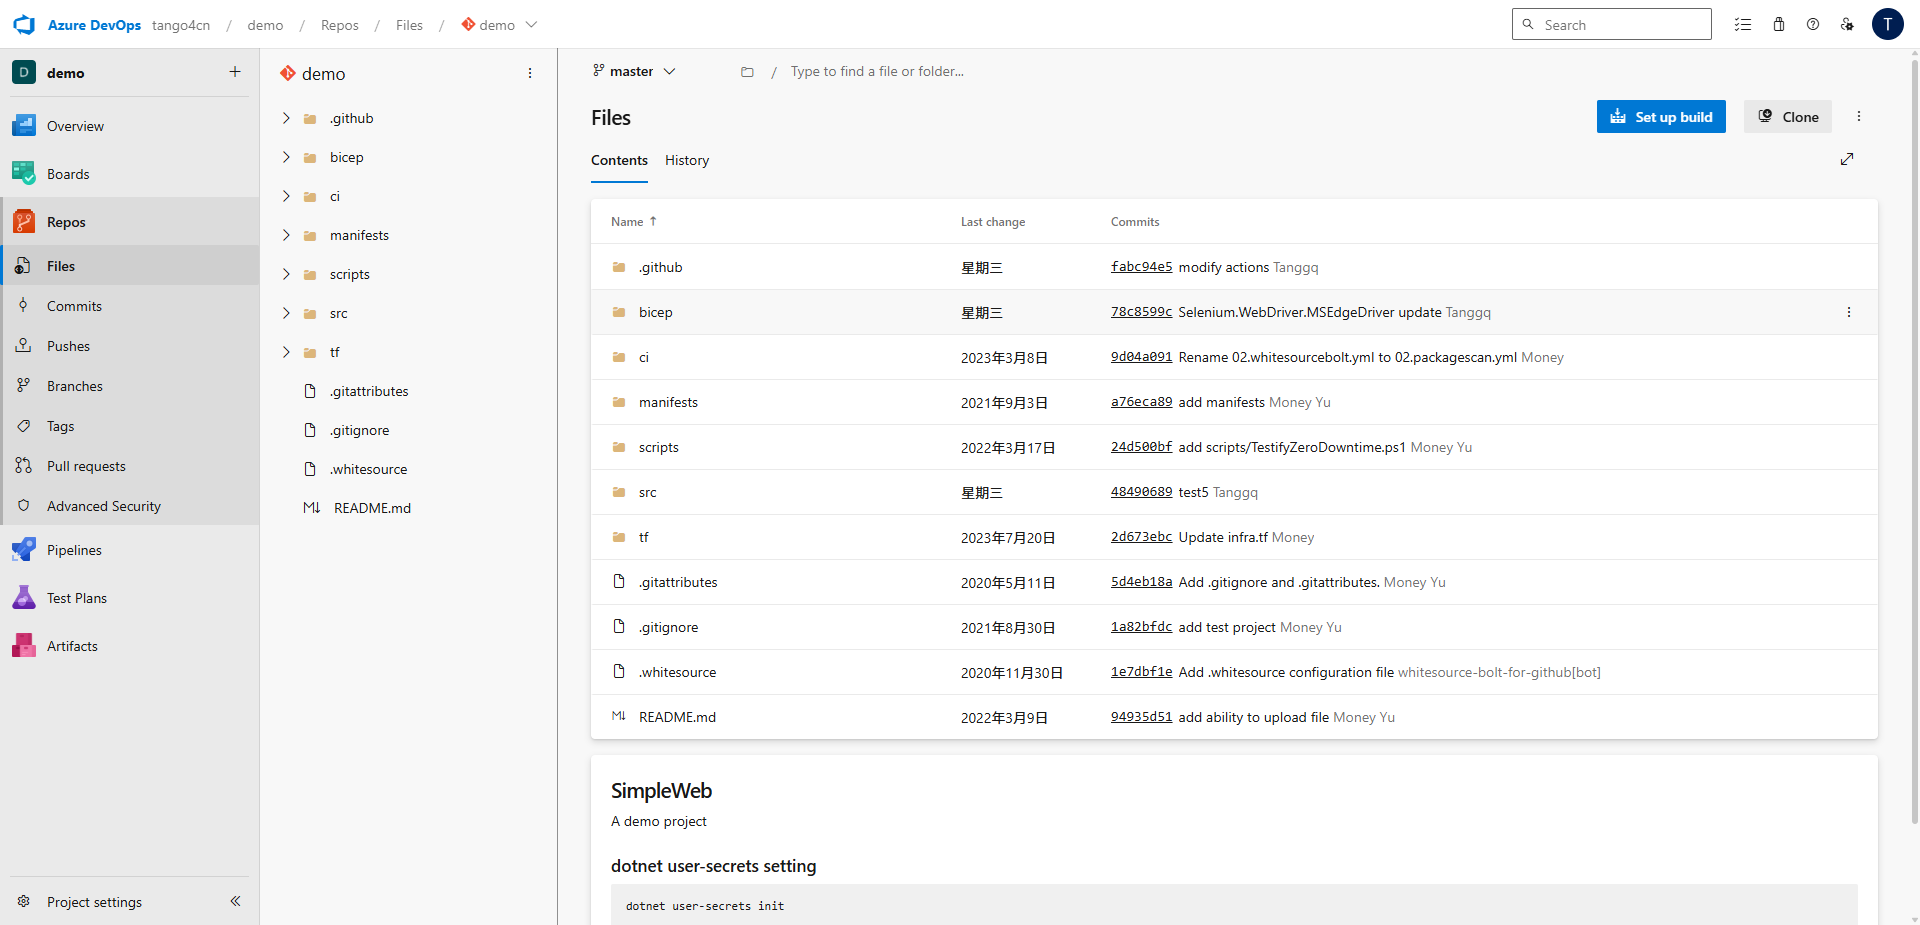 Azure DevOps tango4cn / demo / Repos / Files / demo
Search
T
D demo
Overview
Boards
Repos
Files
Commits
Pushes
Branches
Tags
Pull requests
Advanced Security
Pipelines
Test Plans
Artifacts
Project settings
demo
.github
bicep
ci
manifests
scripts
src
tf
.gitattributes
.gitignore
.whitesource
M↓ README.md
master / Type to find a file or folder...
Files
Set up build
Clone
Contents History
Name ↑ Last change Commits
.github 星期三 fabc94e5 modify actions Tanggq
bicep 星期三 78c8599c Selenium.WebDriver.MSEdgeDriver update Tanggq
ci 2023年3月8日 9d04a091 Rename 02.whitesourcebolt.yml to 02.packagescan.yml Money
manifests 2021年9月3日 a76eca89 add manifests Money Yu
scripts 2022年3月17日 24d500bf add scripts/TestifyZeroDowntime.ps1 Money Yu
src 星期三 48490689 test5 Tanggq
tf 2023年7月20日 2d673ebc Update infra.tf Money
.gitattributes 2020年5月11日 5d4eb18a Add .gitignore and .gitattributes. Money Yu
.gitignore 2021年8月30日 1a82bfdc add test project Money Yu
.whitesource 2020年11月30日 1e7dbf1e Add .whitesource configuration file whitesource-bolt-for-github[bot]
M↓ README.md 2022年3月9日 94935d51 add ability to upload file Money Yu
SimpleWeb
A demo project
dotnet user-secrets setting
dotnet user-secrets init